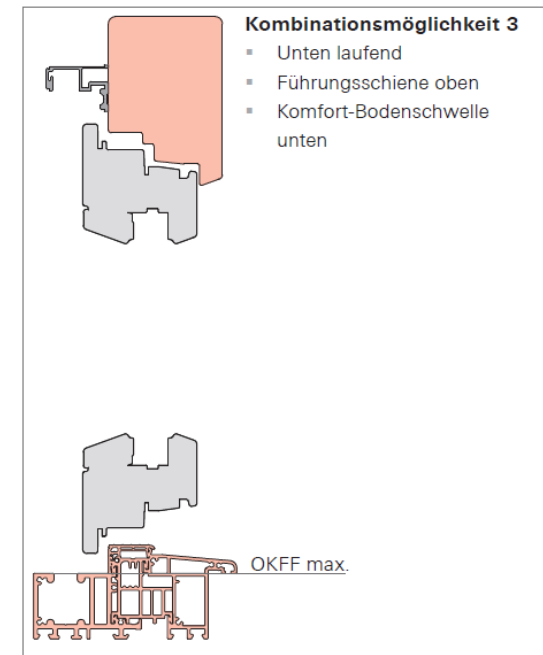 Kombinationsmöglichkeit 3
▪ Unten laufend
▪ Führungsschiene oben
▪ Komfort-Bodenschwelle
unten
OKFF max.